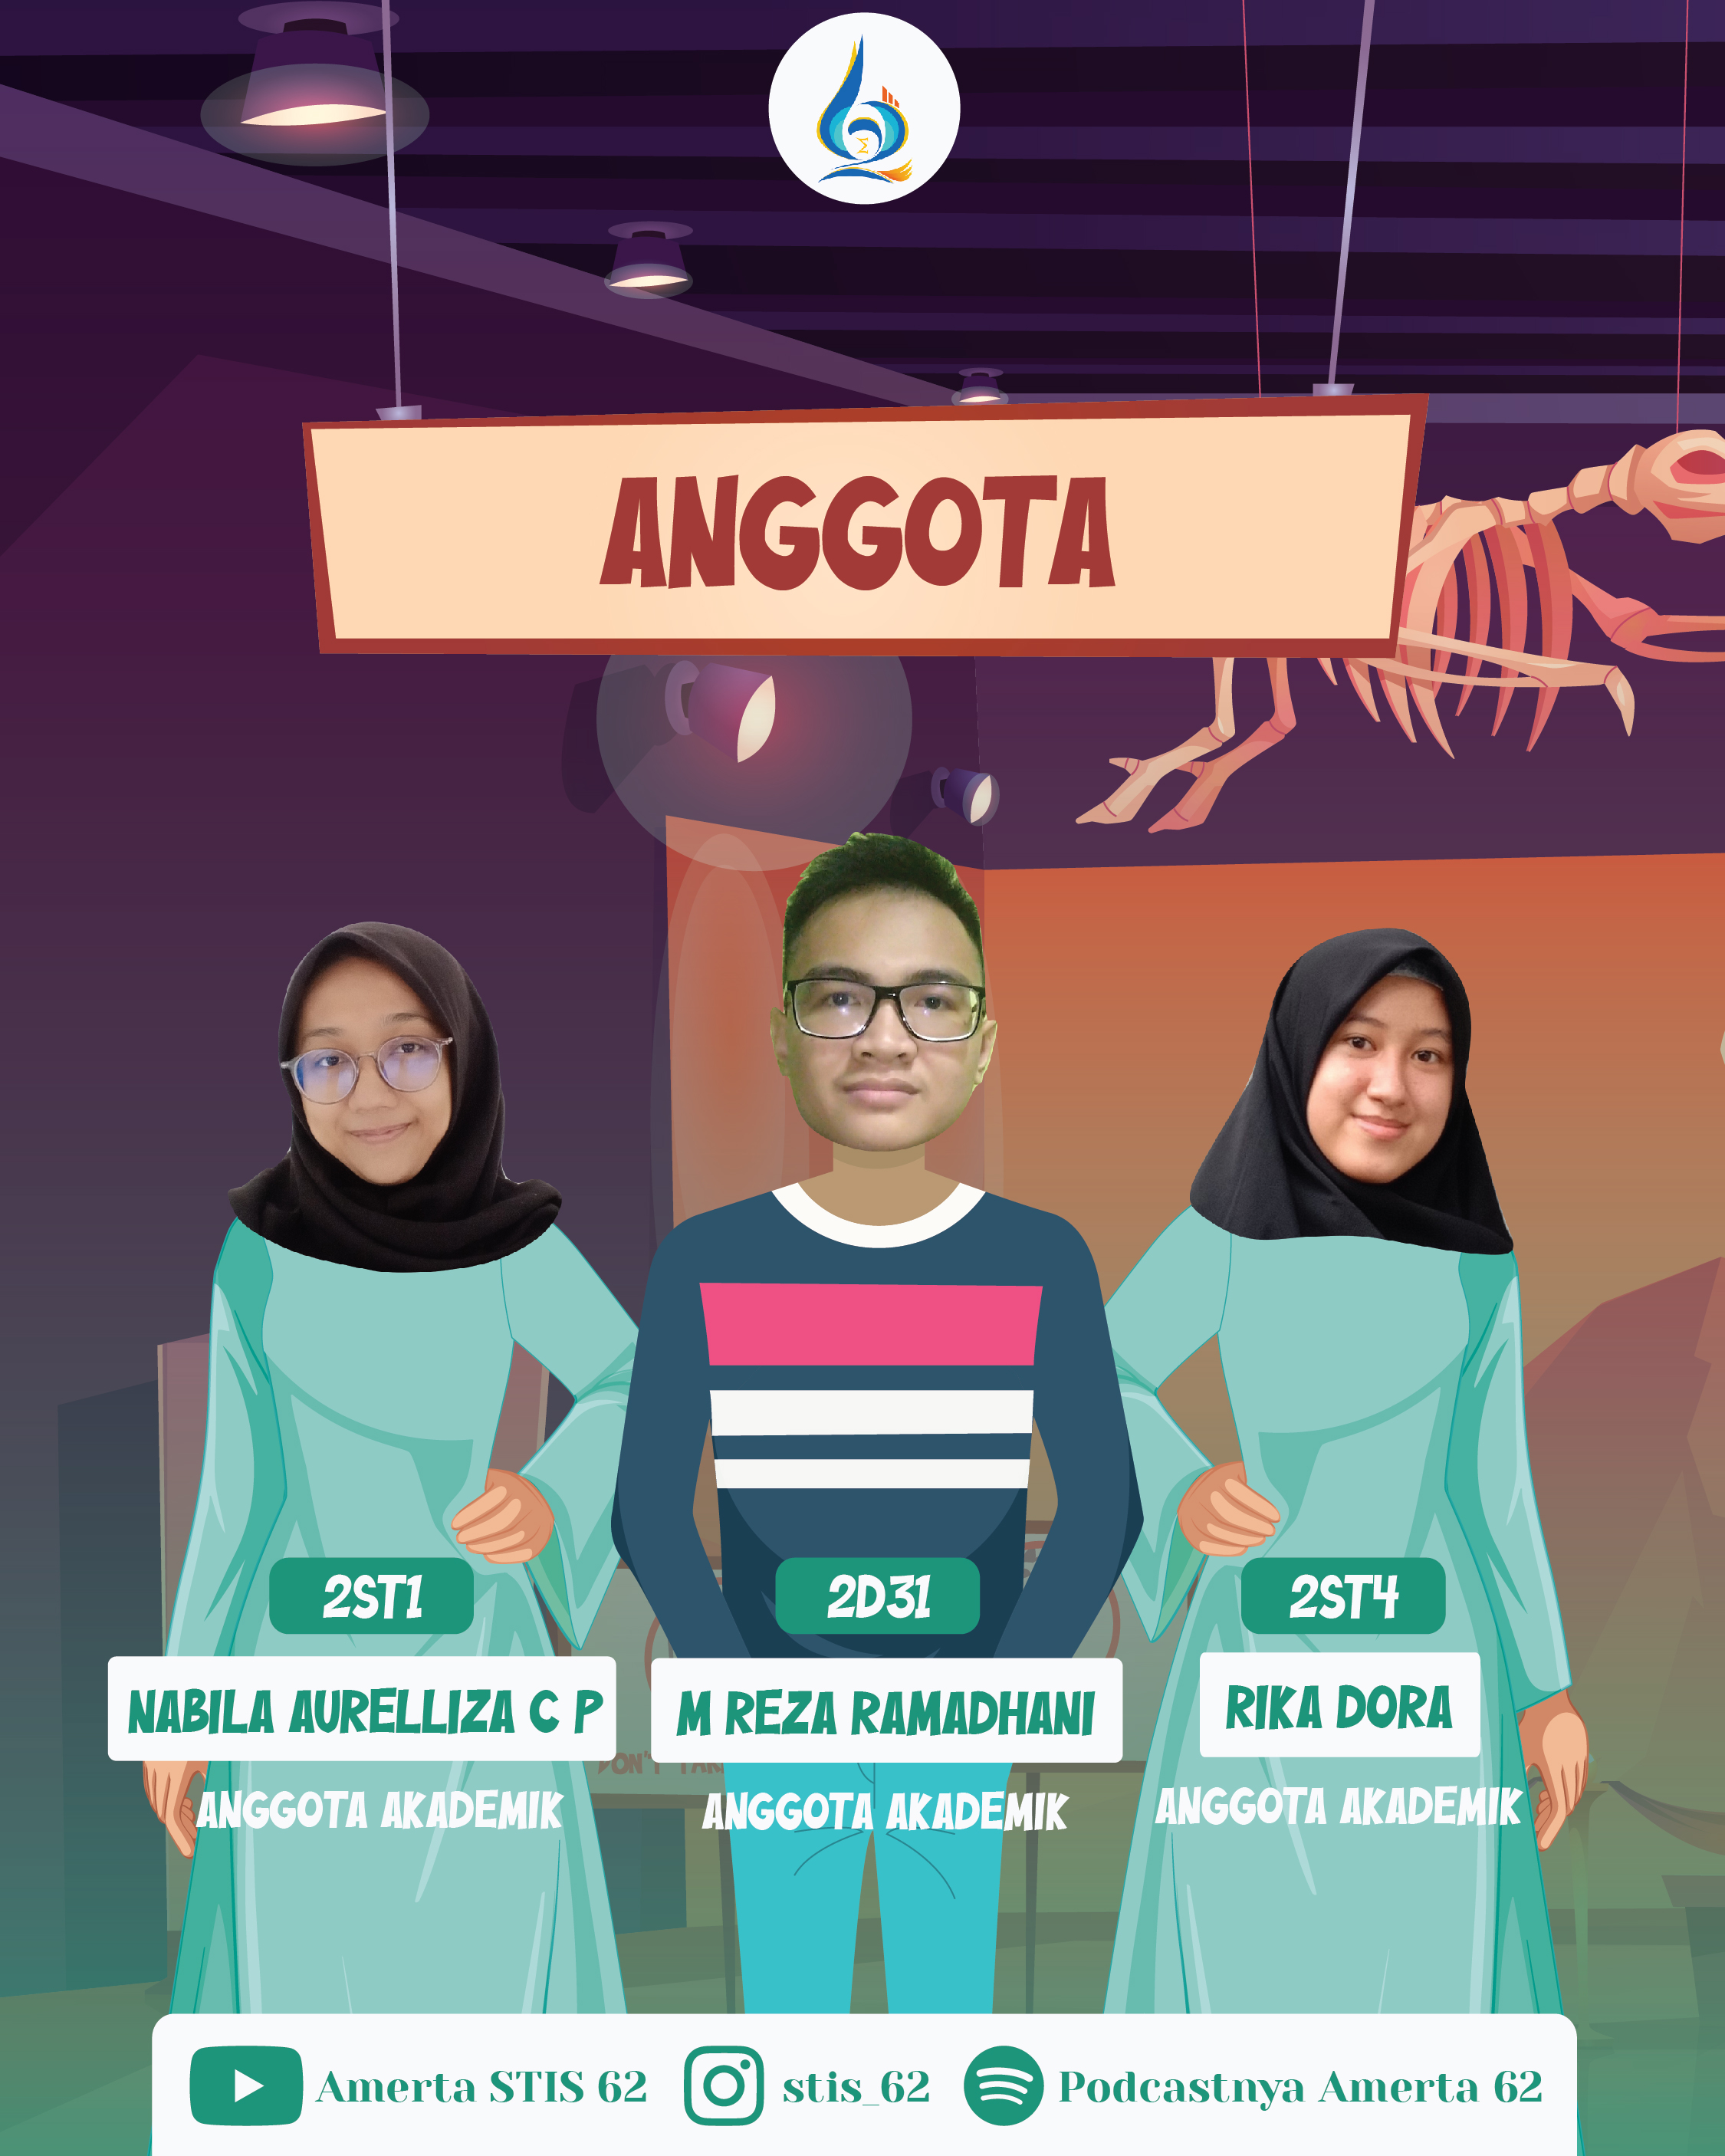 ANGGOTA
2ST1
2D31
2ST4
NABILA AURELLIZA C P
M REZA RAMADHANI
RIKA DORA
DON'T
ANGGOTA AKADEMIK
ANGGOTA AKADEMIK
ANGGOTA AKADEMIK
Amerta STIS 62
stis_62
Podcastnya Amerta 62